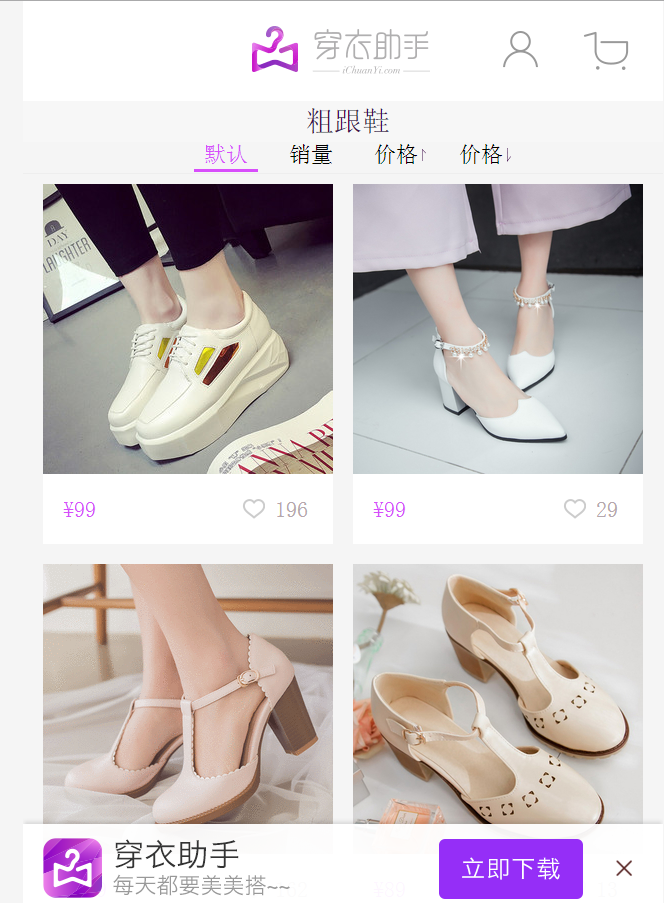 穿衣助手
iChuanYi.com
粗跟鞋
默认 销量 价格↑ 价格↓
DAY
¥99 196
¥99 29
穿衣助手
每天都要美美搭~~
立即下载